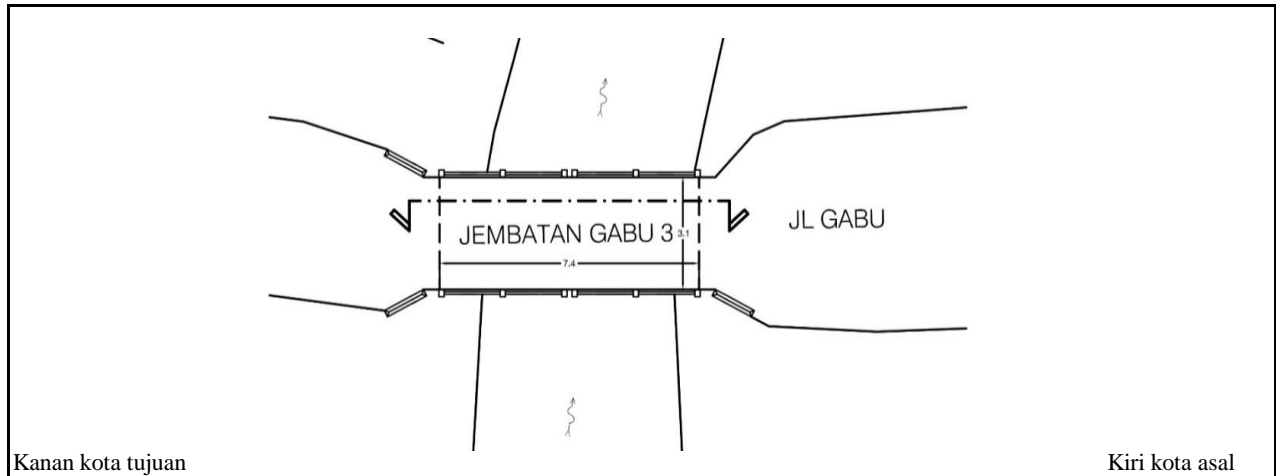 JEMBATAN GABU 3
3.1
JL GABU
7.4
Kanan kota tujuan
Kiri kota asal